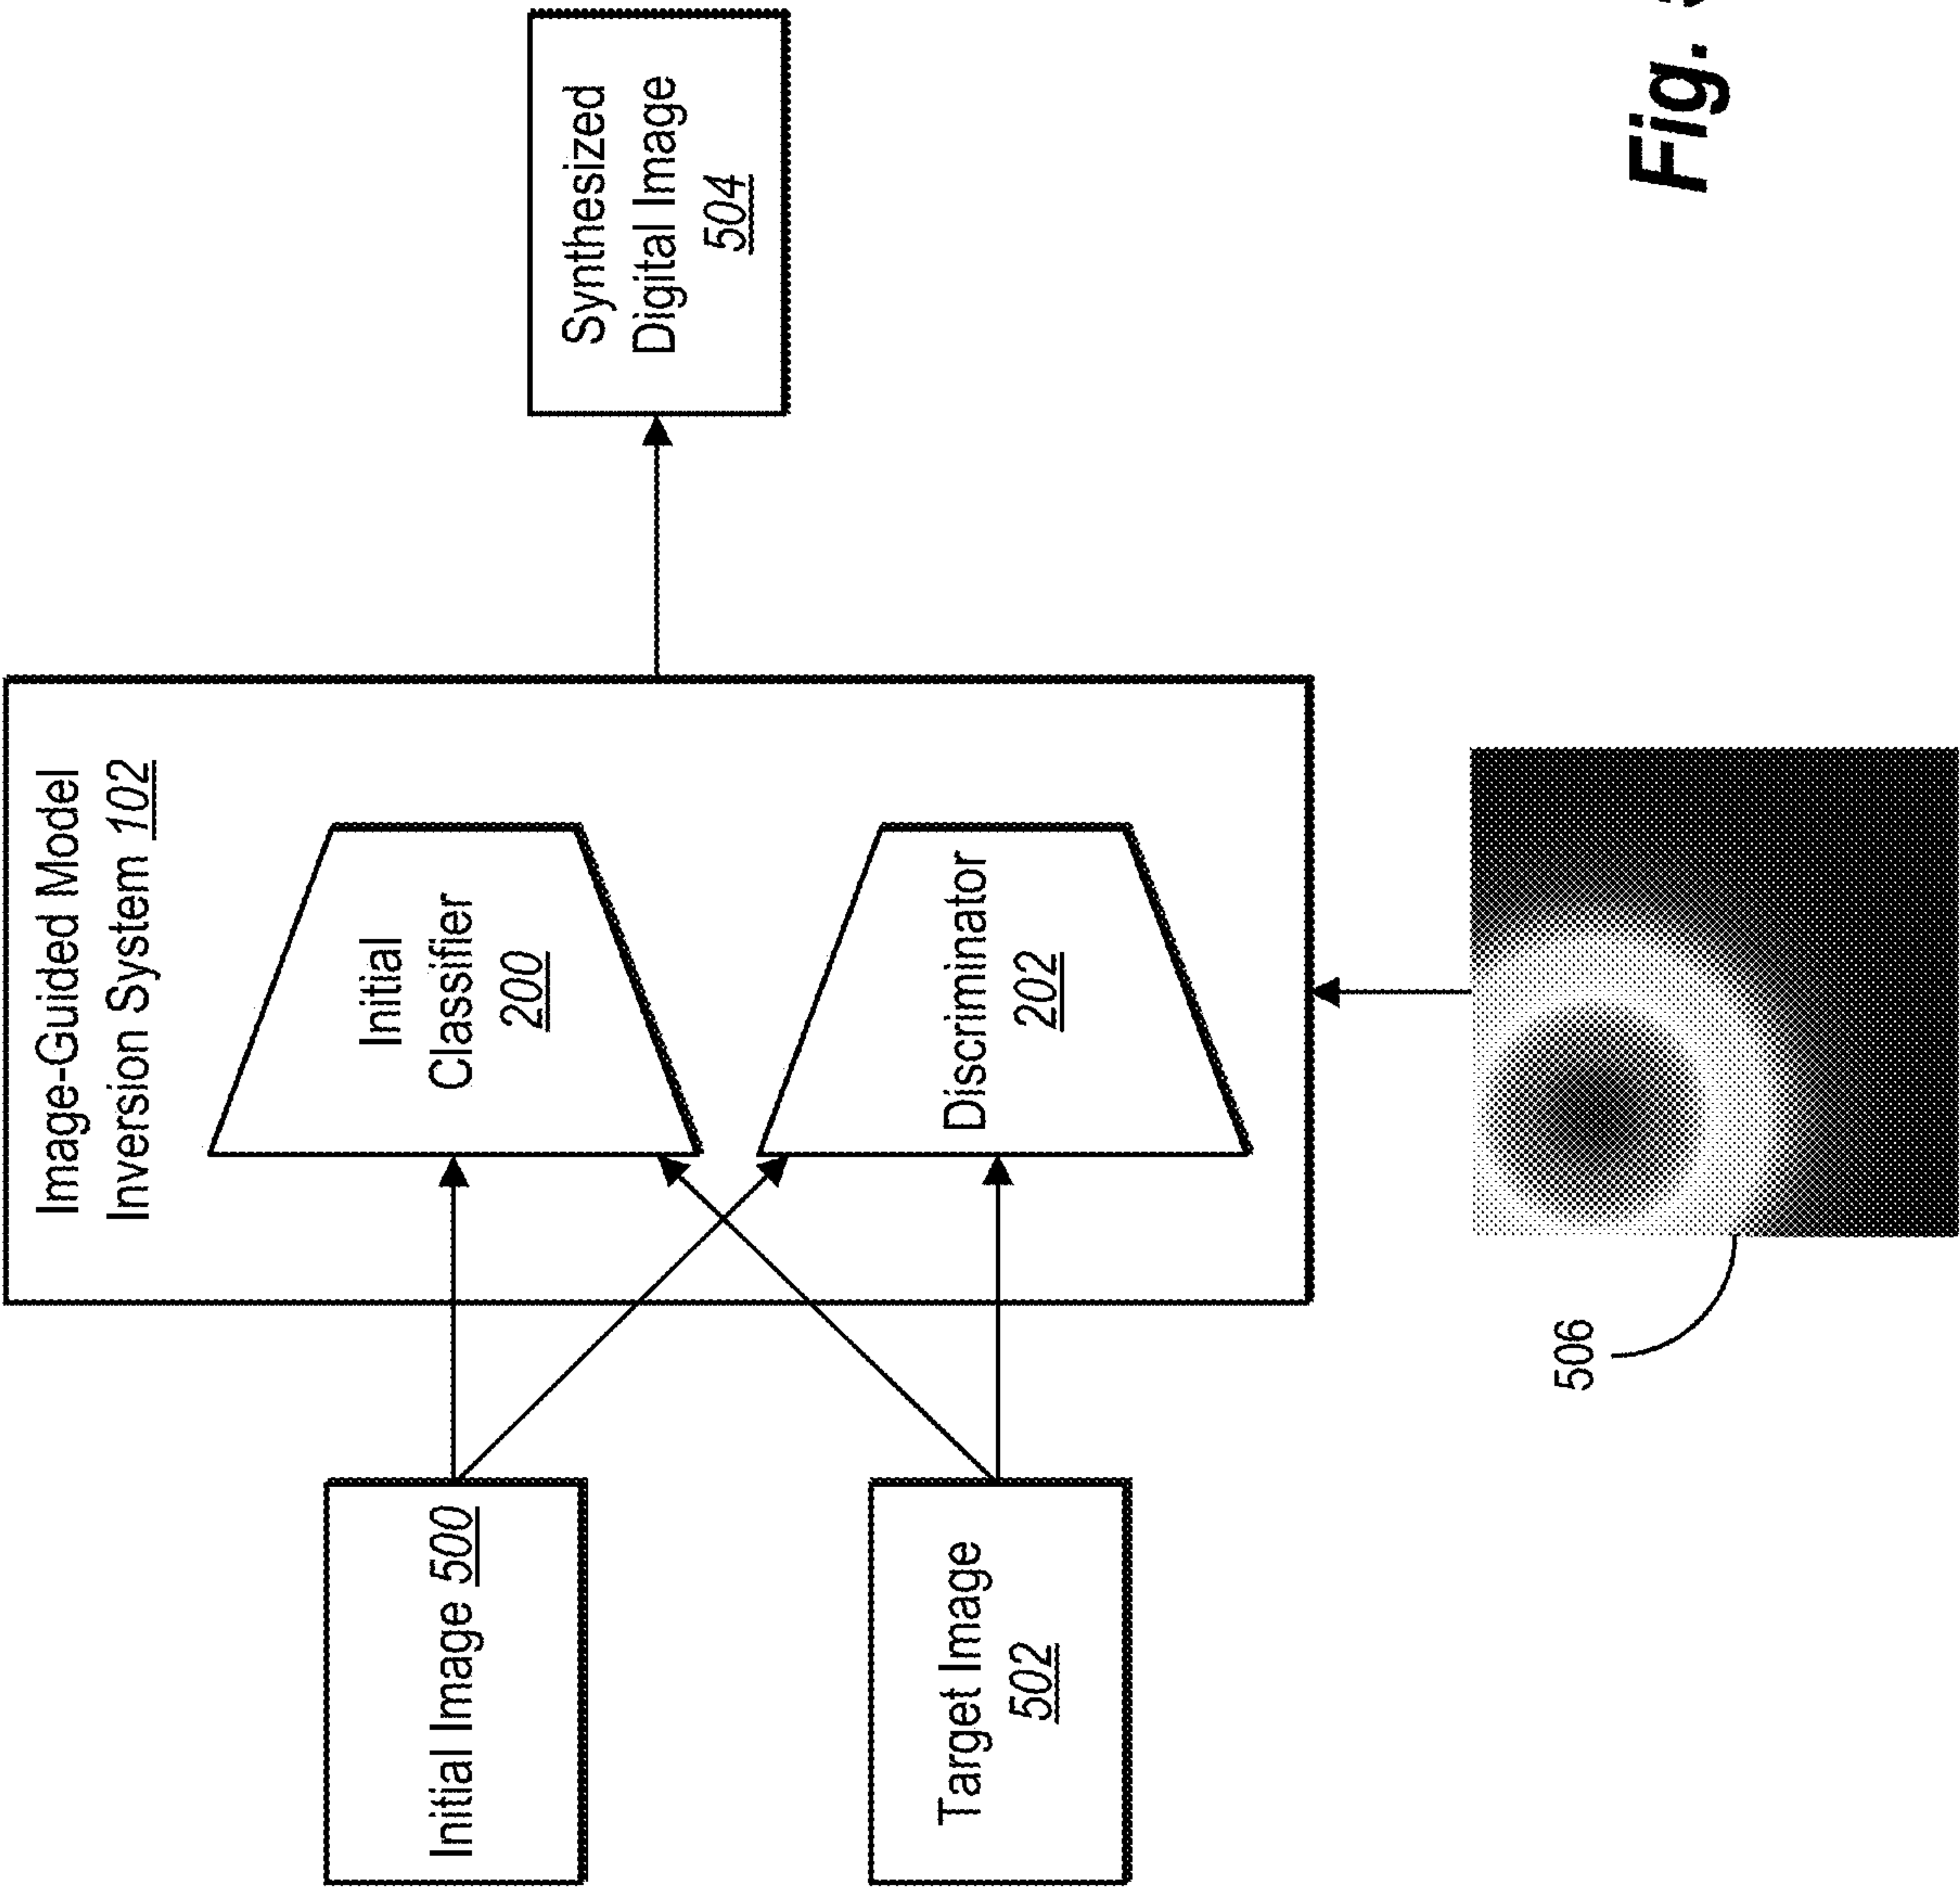 Image-Guided Model
Inversion System 102
Initial Image 500
Initial
Classifier
200
Target Image
502
Discriminator
202
Synthesized
Digital Image
504
506
Fig.